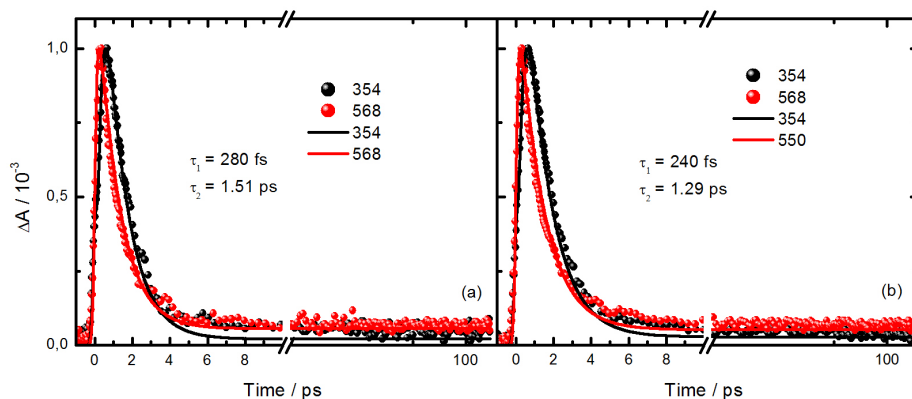 1,0
0,5
0,0
ΔA / 10⁻³
354
568
354
568
τ₁ = 280 fs
τ₂ = 1.51 ps
(a)
0 2 4 6 8 100
Time / ps
354
568
354
550
τ₁ = 240 fs
τ₂ = 1.29 ps
(b)
0 2 4 6 8 100
Time / ps